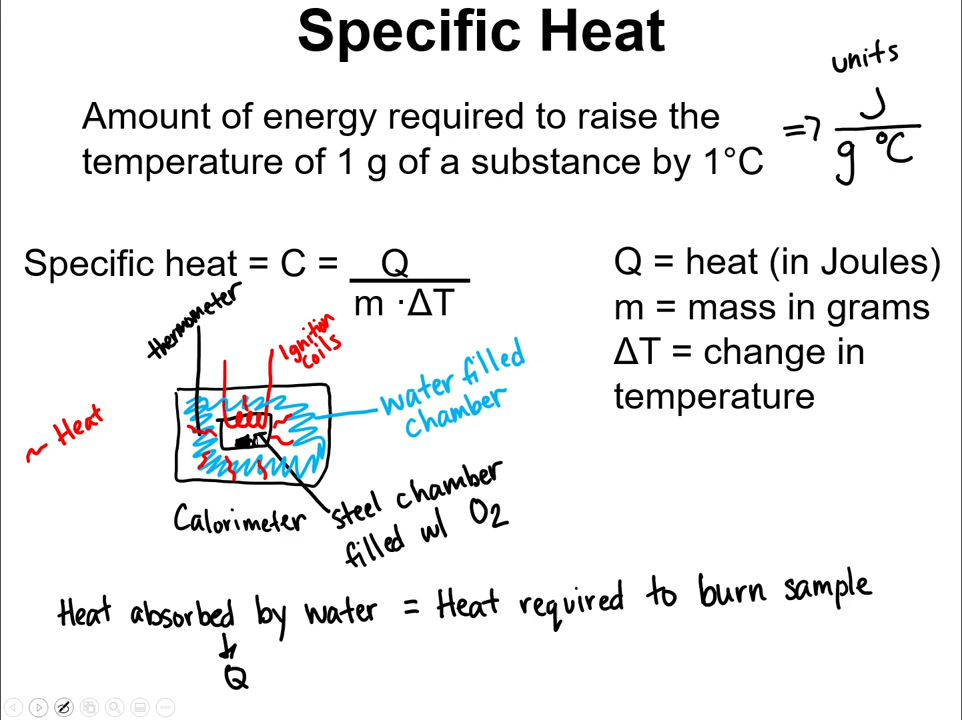 Specific Heat
units
Amount of energy required to raise the
temperature of 1 g of a substance by 1°C
=> J
g °C
Specific heat = C = Q
m ·ΔT
Q = heat (in Joules)
m = mass in grams
ΔT = change in
temperature
thermometer
Ignition
coils
water filled
chamber
~ Heat
Calorimeter
steel chamber
filled w/ O2
Heat absorbed by water = Heat required to burn sample
Q